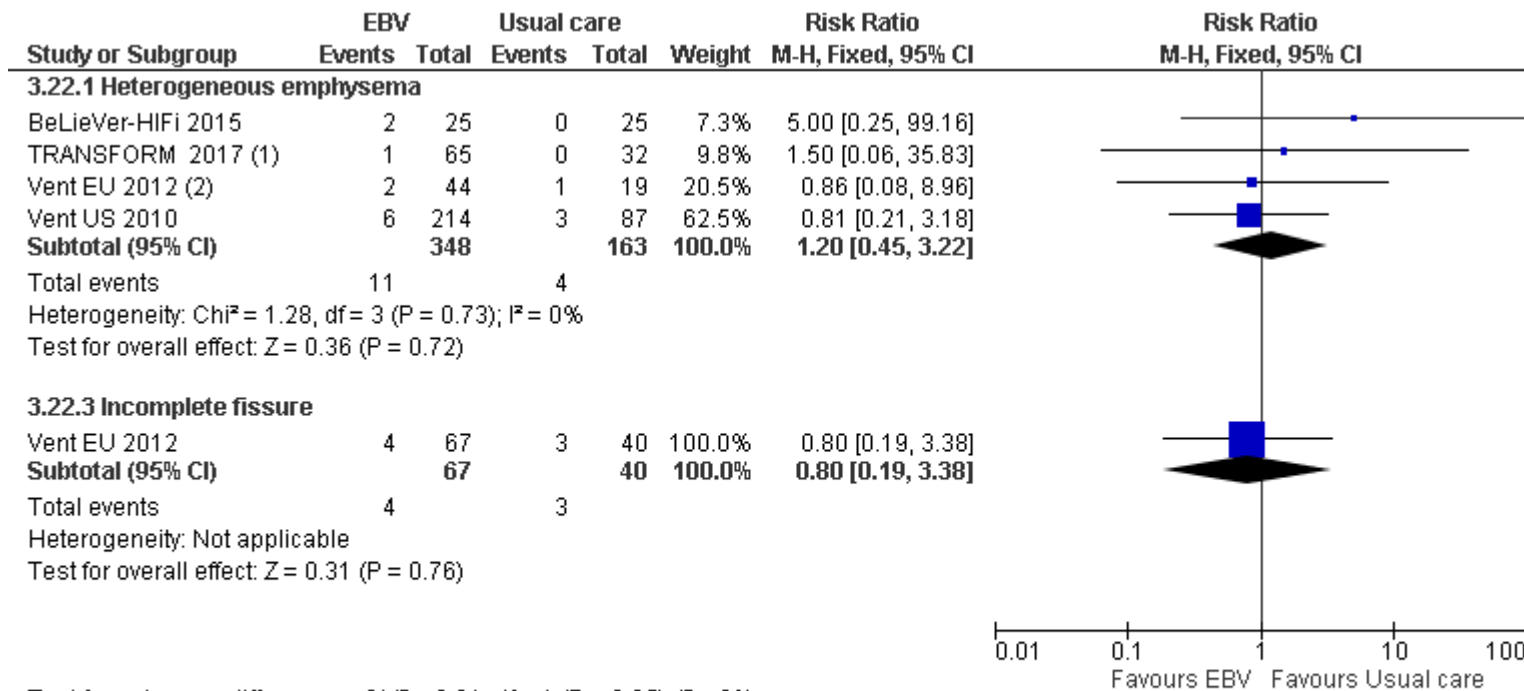 EBV Usual care Risk Ratio Risk Ratio
Study or Subgroup Events Total Events Total Weight M-H, Fixed, 95% CI M-H, Fixed, 95% CI
3.22.1 Heterogeneous emphysema
BeLieVer-HIFi 2015 2 25 0 25 7.3% 5.00 [0.25, 99.16]
TRANSFORM 2017 (1) 1 65 0 32 9.8% 1.50 [0.06, 35.83]
Vent EU 2012 (2) 2 44 1 19 20.5% 0.86 [0.08, 8.96]
Vent US 2010 6 214 3 87 62.5% 0.81 [0.21, 3.18]
Subtotal (95% CI) 348 163 100.0% 1.20 [0.45, 3.22]
Total events 11 4
Heterogeneity: Chi² = 1.28, df = 3 (P = 0.73); I² = 0%
Test for overall effect: Z = 0.36 (P = 0.72)
3.22.3 Incomplete fissure
Vent EU 2012 4 67 3 40 100.0% 0.80 [0.19, 3.38]
Subtotal (95% CI) 67 40 100.0% 0.80 [0.19, 3.38]
Total events 4 3
Heterogeneity: Not applicable
Test for overall effect: Z = 0.31 (P = 0.76)
0.01 0.1 1 10 100
Favours EBV Favours Usual care